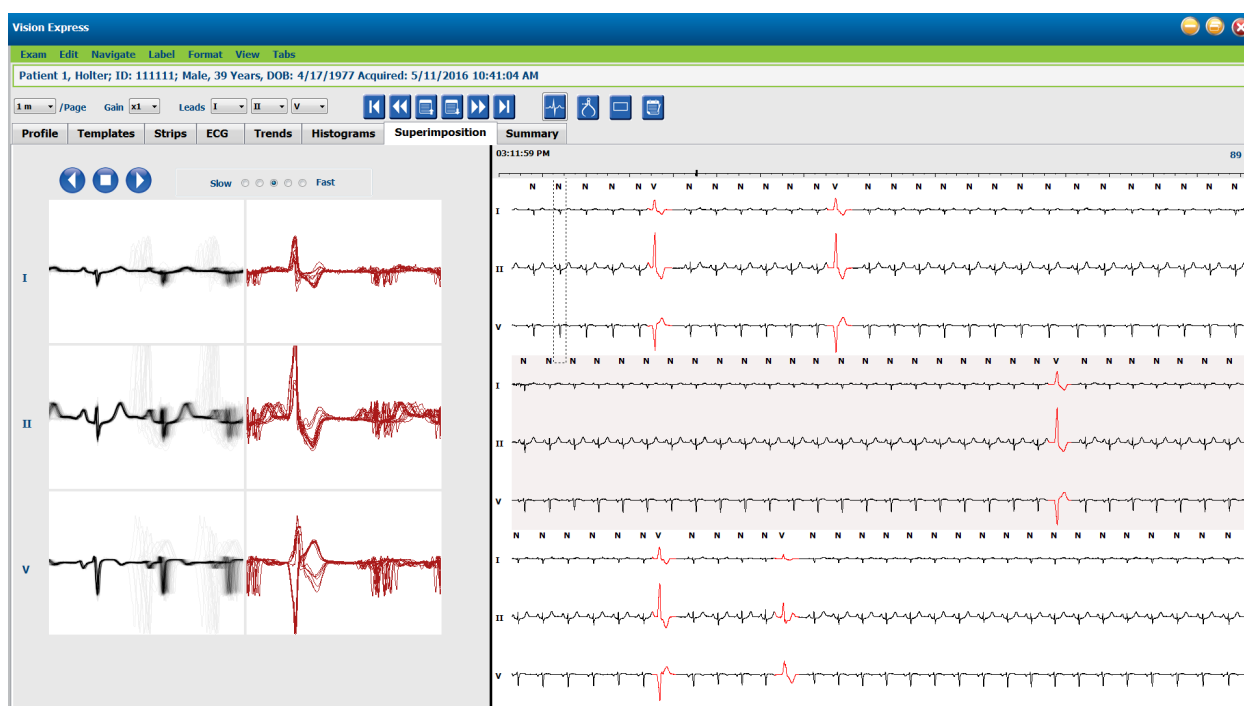 Vision Express
Exam Edit Navigate Label Format View Tabs
Patient 1, Holter; ID: 111111; Male, 39 Years, DOB: 4/17/1977 Acquired: 5/11/2016 10:41:04 AM
1 m /Page Gain x1 Leads I II V
Profile Templates Strips ECG Trends Histograms Superimposition Summary
Slow Fast
I
II
V
03:11:59 PM 89
N N N N N V N N N N N N V N N N N N N N N N N N N N N N
I
II
V
N N N N N N N N N N N N N N N N N N N N N N V N N N N N N N
I
II
V
N N N N N N V N N N N V N N N N N N N N N N N N N N N N N N
I
II
V